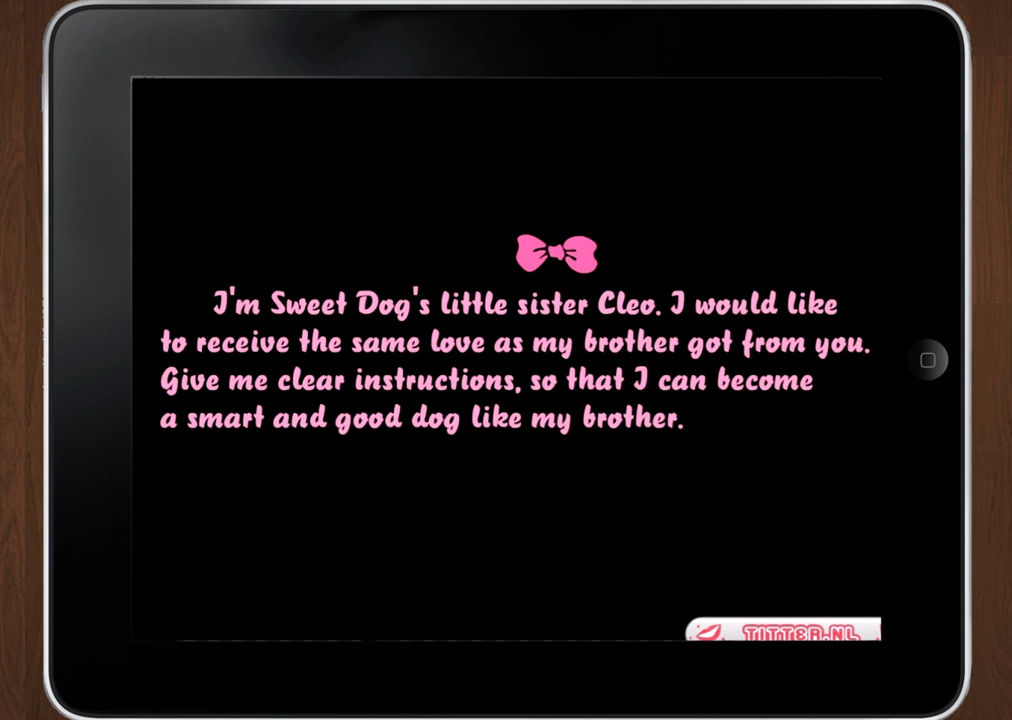 I'm Sweet Dog's little sister Cleo. I would like
to receive the same love as my brother got from you.
Give me clear instructions, so that I can become
a smart and good dog like my brother.
TITTER.NL